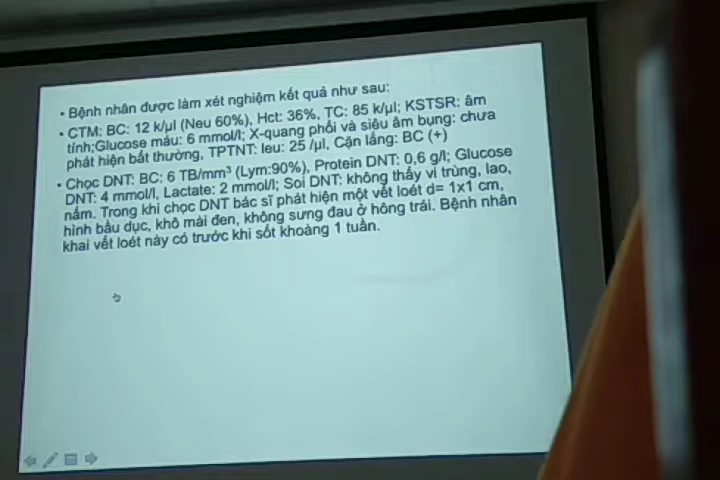 • Bệnh nhân được làm xét nghiệm kết quả như sau:
• CTM: BC: 12 k/µl (Neu 60%), Hct: 36%, TC: 85 k/µl; KSTSR: âm
tính;Glucose máu: 6 mmol/l; X-quang phổi và siêu âm bụng: chưa
phát hiện bất thường, TPTNT: leu: 25 /µl, Cặn lắng: BC (+)
• Chọc DNT: BC: 6 TB/mm³ (Lym:90%), Protein DNT: 0,6 g/l; Glucose
DNT: 4 mmol/l, Lactate: 2 mmol/l; Soi DNT: không thấy vi trùng, lao,
nấm. Trong khi chọc DNT bác sĩ phát hiện một vết loét d= 1x1 cm,
hình bầu dục, khô mài đen, không sưng đau ở hông trái. Bệnh nhân
khai vết loét này có trước khi sốt khoảng 1 tuần.